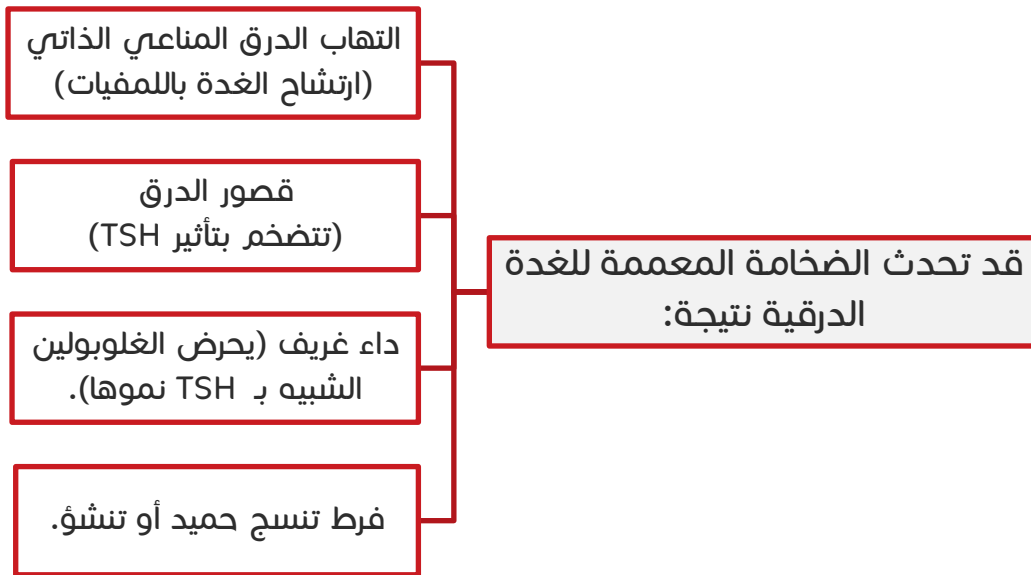 قد تحدث الضخامة المعممة للغدة
الدرقية نتيجة:
التهاب الدرق المناعي الذاتي
(ارتشاح الغدة باللمفيات)
قصور الدرق
(تتضخم بتأثير TSH)
داء غريف (يحرض الغلوبولين
الشبيه بـ TSH نموها).
فرط تنسج حميد أو تنشؤ.